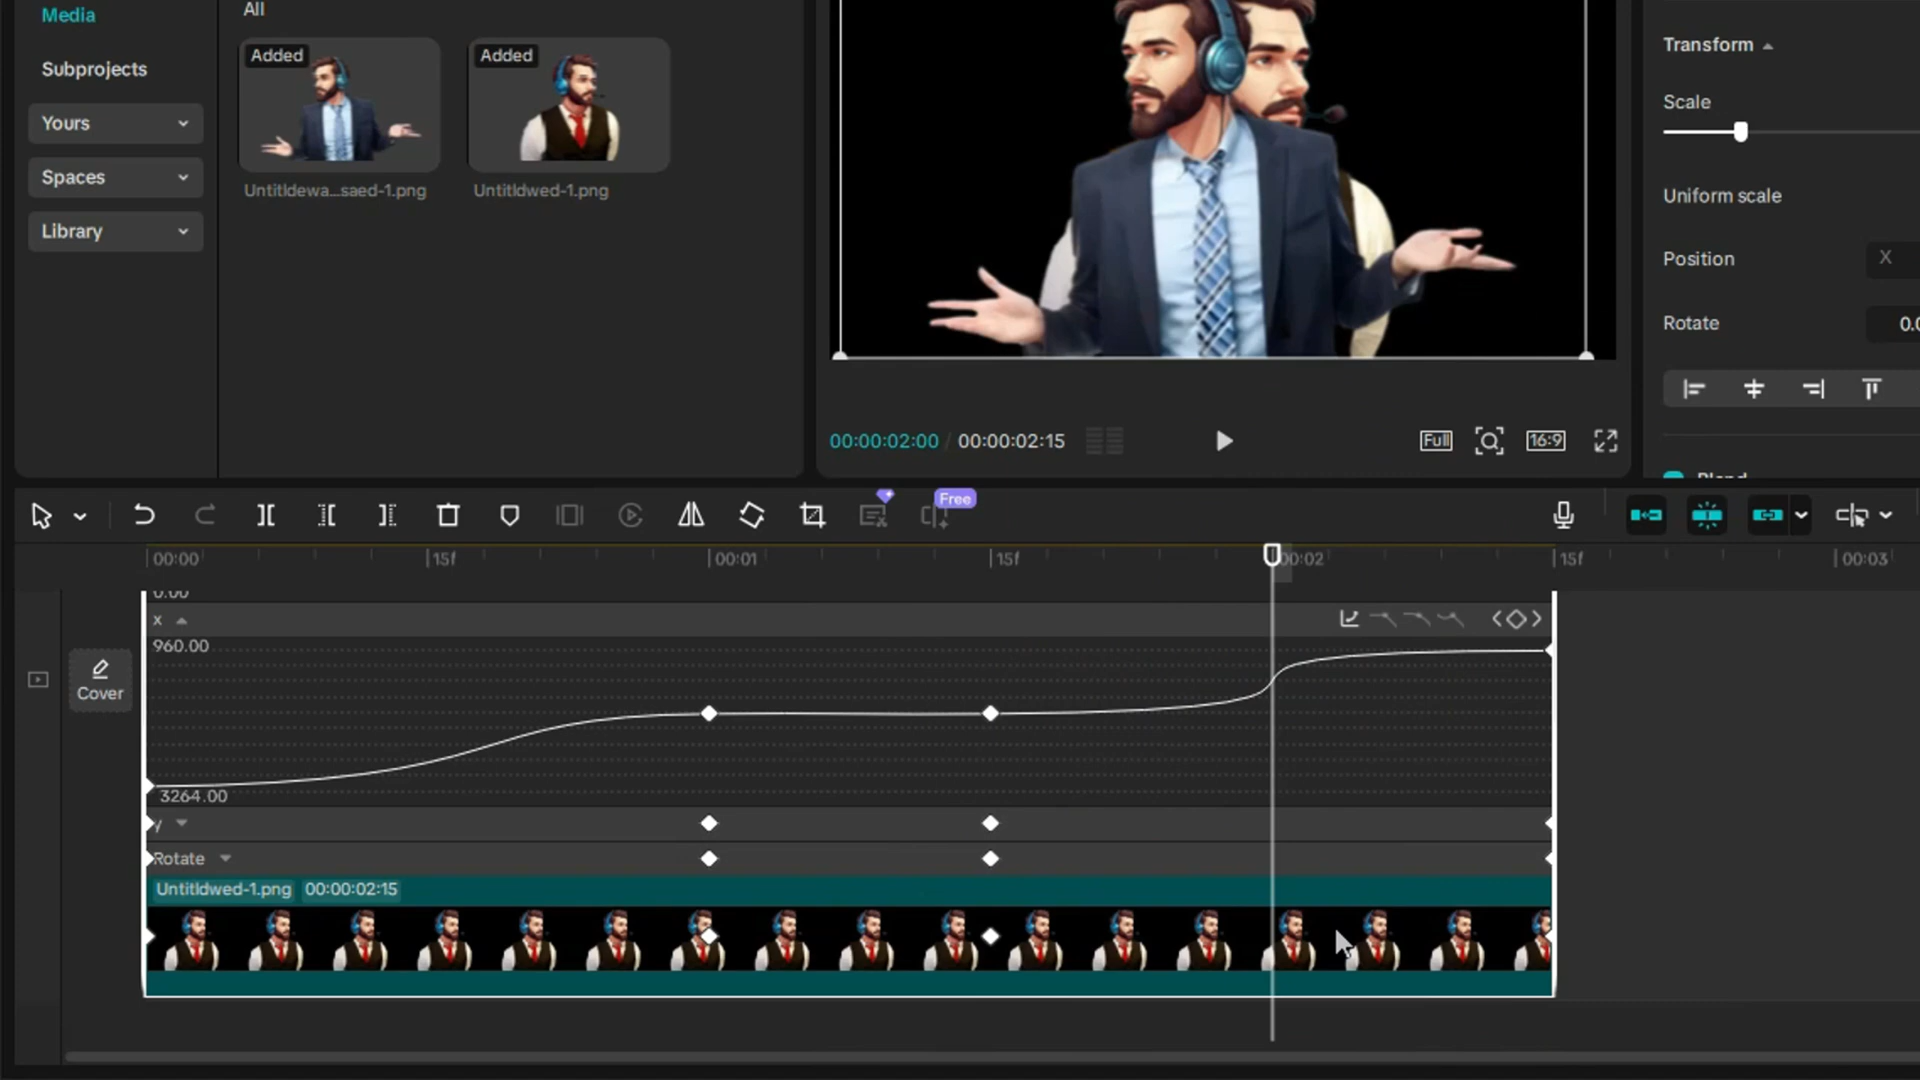 Media
All
Subprojects
Yours
Spaces
Library
Added
Added
Untitldewa...saed-1.png
Untitldwed-1.png
Transform
Scale
Uniform scale
Position
X
Rotate
00:00:02:00 / 00:00:02:15
Full
16:9
Free
00:00
15f
00:01
15f
00:02
15f
00:03
0.00
x
960.00
3264.00
Cover
y
Rotate
Untitldwed-1.png 00:00:02:15